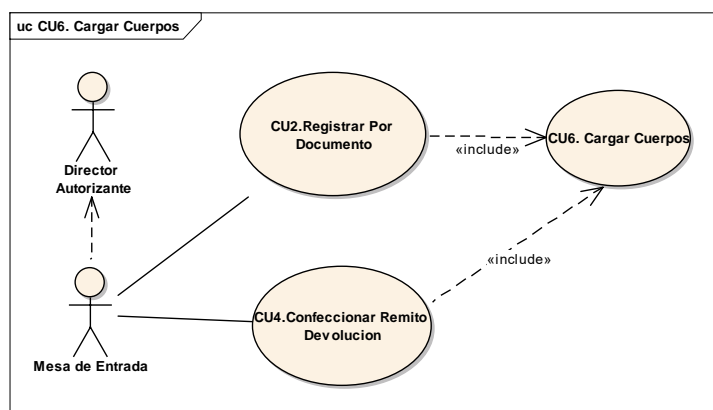 uc CU6. Cargar Cuerpos
Director
Autorizante
CU2.Registrar Por
Documento
«include»
CU6. Cargar Cuerpos
«include»
CU4.Confeccionar Remito
Devolucion
Mesa de Entrada